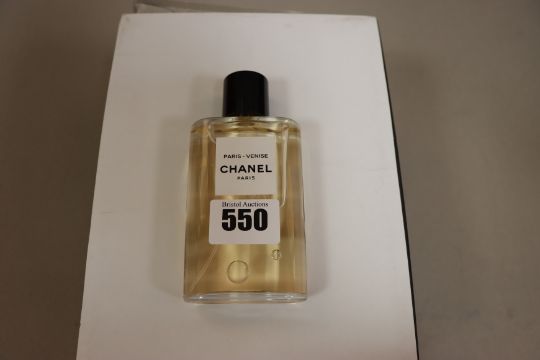 PARIS - VENISE
CHANEL
PARIS
Bristol Auctions
550